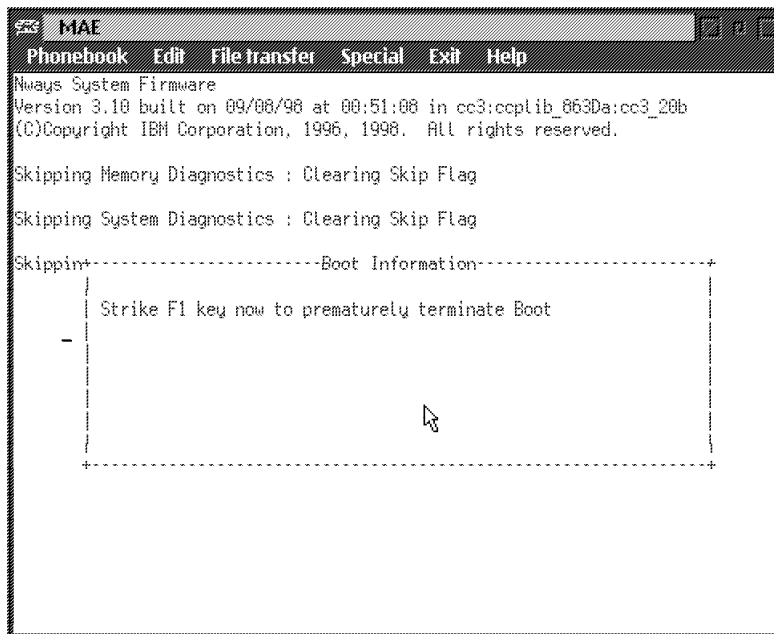 MAE
Phonebook Edit File transfer Special Exit Help
Nways System Firmware
Version 3.10 built on 09/08/98 at 00:51:08 in cc3:ccplib_863Da:cc3_20b
(C)Copyright IBM Corporation, 1996, 1998. All rights reserved.
Skipping Memory Diagnostics : Clearing Skip Flag
Skipping System Diagnostics : Clearing Skip Flag
Skippin
Boot Information
Strike F1 key now to prematurely terminate Boot